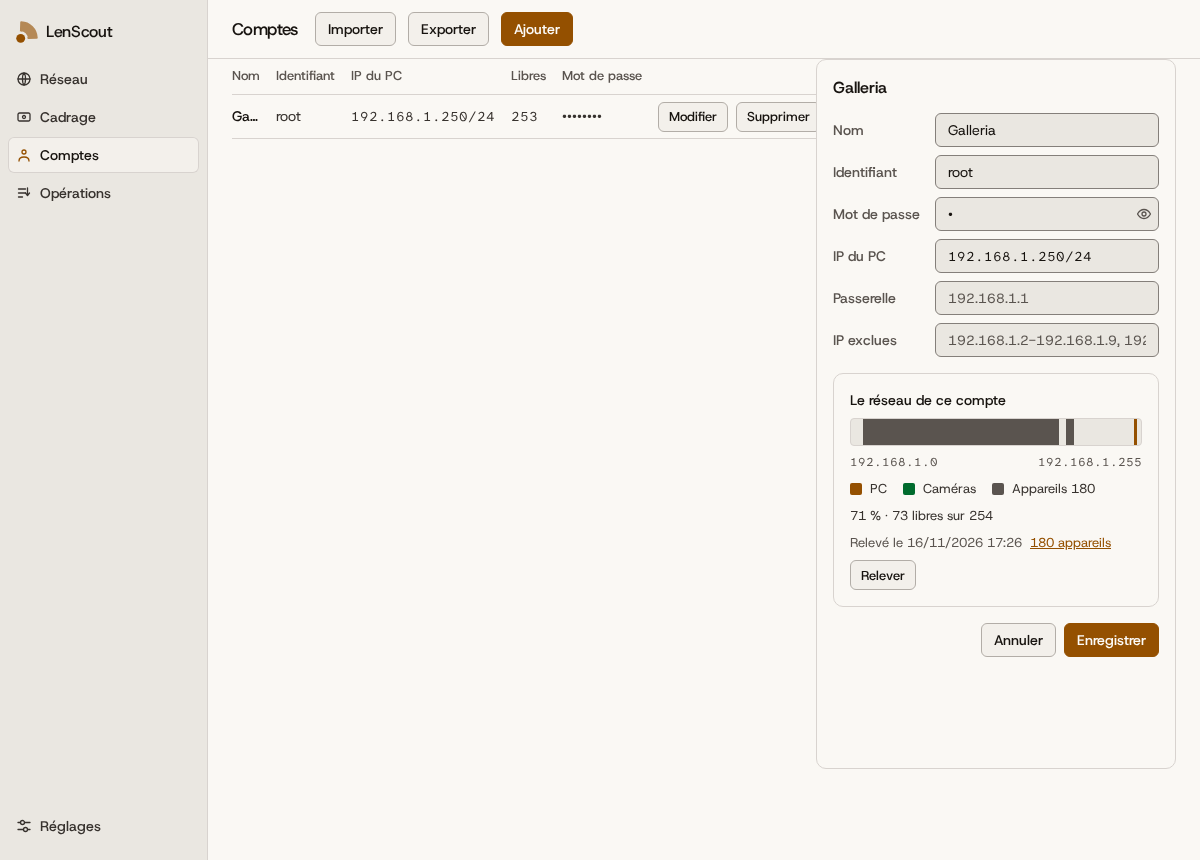 LenScout
Réseau
Cadrage
Comptes
Opérations
Réglages
Comptes
Importer
Exporter
Ajouter
Nom Identifiant IP du PC Libres Mot de passe
Ga… root 192.168.1.250/24 253 •••••••• Modifier Supprimer
Galleria
Nom Galleria
Identifiant root
Mot de passe •
IP du PC 192.168.1.250/24
Passerelle 192.168.1.1
IP exclues 192.168.1.2–192.168.1.9, 192
Le réseau de ce compte
192.168.1.0 192.168.1.255
PC Caméras Appareils 180
71 % · 73 libres sur 254
Relevé le 16/11/2026 17:26 180 appareils
Relever
Annuler Enregistrer